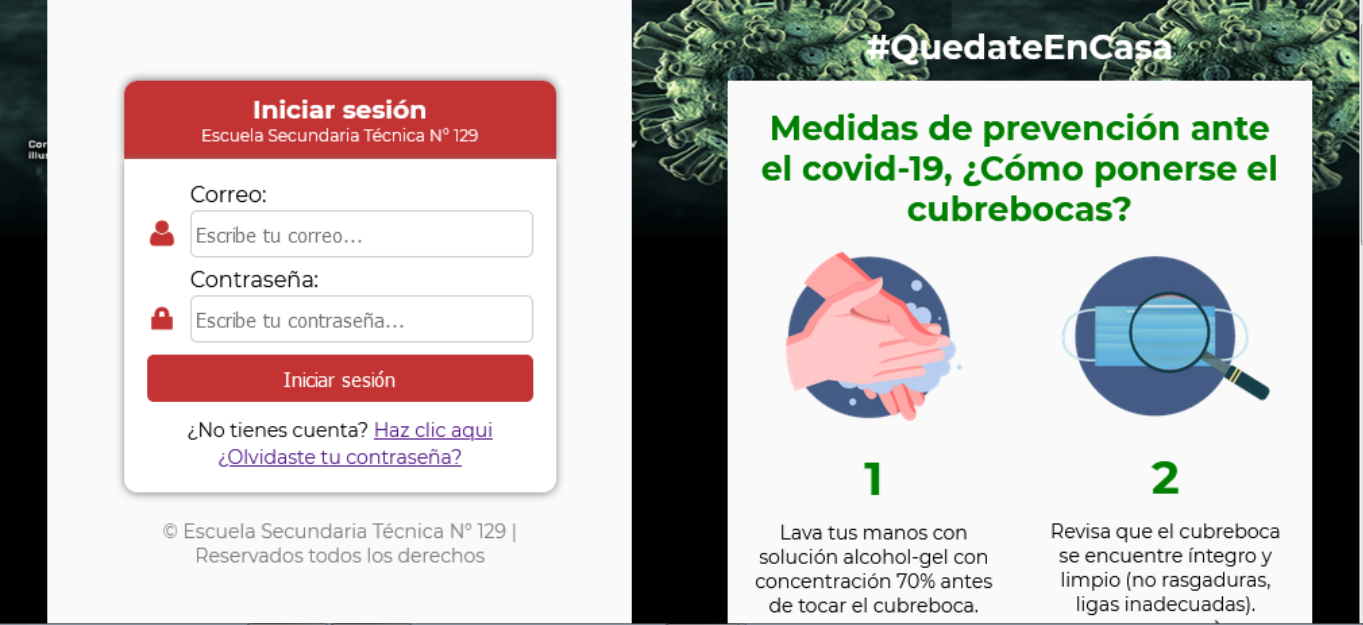 Iniciar sesión
Escuela Secundaria Técnica N° 129
Correo:
Escribe tu correo...
Contraseña:
Escribe tu contraseña...
Iniciar sesión
¿No tienes cuenta? Haz clic aqui
¿Olvidaste tu contraseña?
© Escuela Secundaria Técnica N° 129 |
Reservados todos los derechos
#QuedateEnCasa
Medidas de prevención ante
el covid-19, ¿Cómo ponerse el
cubrebocas?
1
Lava tus manos con
solución alcohol-gel con
concentración 70% antes
de tocar el cubreboca.
2
Revisa que el cubreboca
se encuentre íntegro y
limpio (no rasgaduras,
ligas inadecuadas).